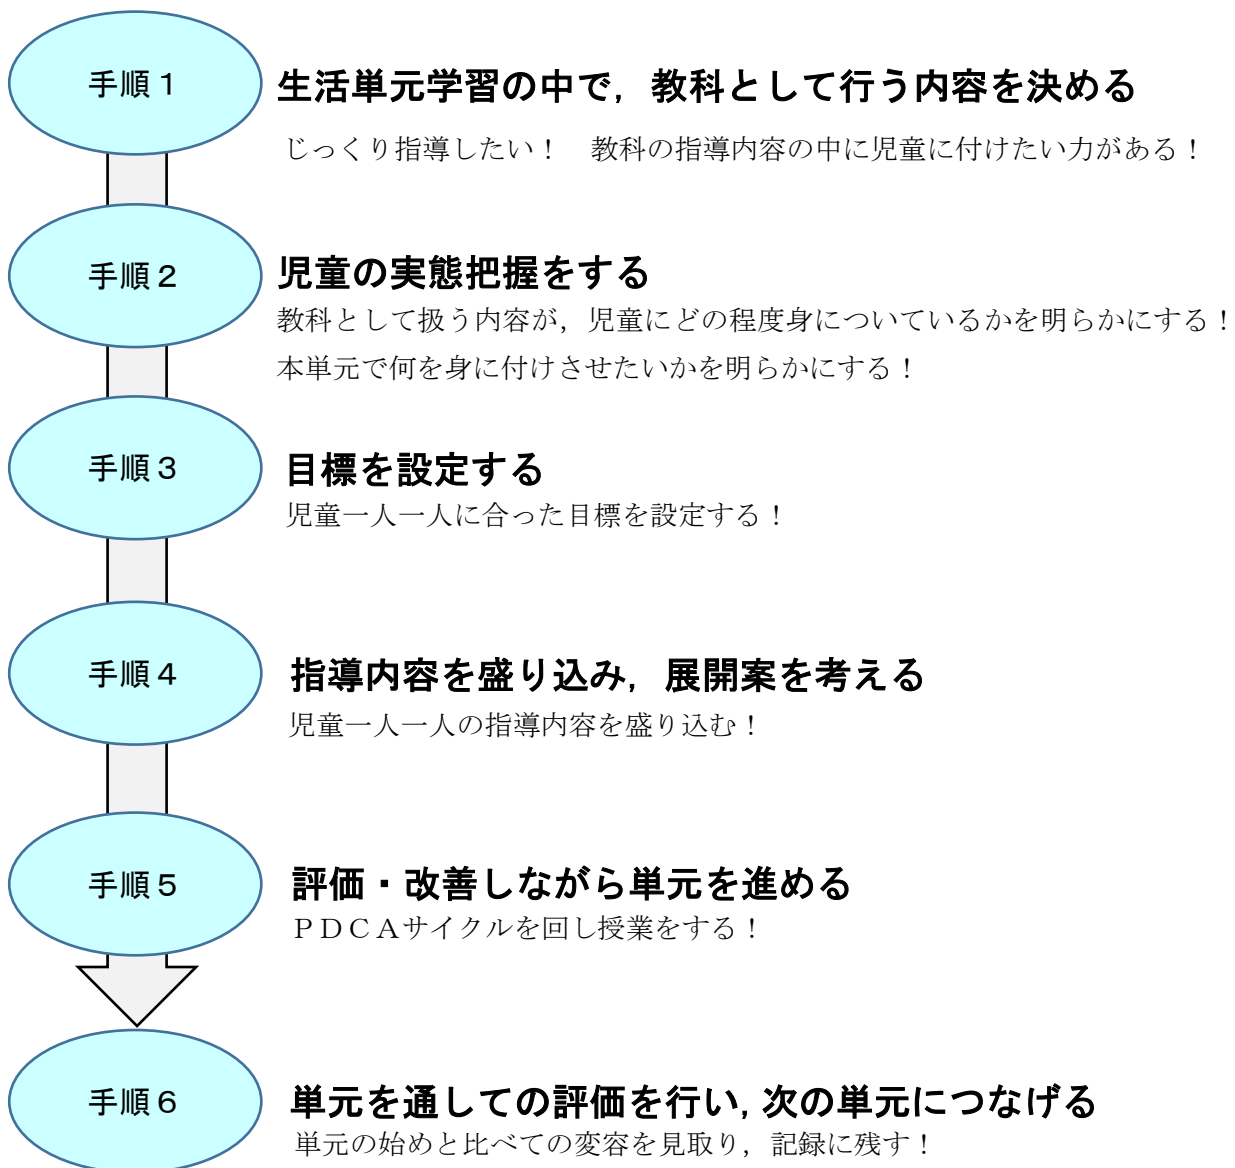 手順１
生活単元学習の中で，教科として行う内容を決める
じっくり指導したい！　教科の指導内容の中に児童に付けたい力がある！
手順２
児童の実態把握をする
教科として扱う内容が，児童にどの程度身についているかを明らかにする！
本単元で何を身に付けさせたいかを明らかにする！
手順３
目標を設定する
児童一人一人に合った目標を設定する！
手順４
指導内容を盛り込み，展開案を考える
児童一人一人の指導内容を盛り込む！
手順５
評価・改善しながら単元を進める
ＰＤＣＡサイクルを回し授業をする！
手順６
単元を通しての評価を行い，次の単元につなげる
単元の始めと比べての変容を見取り，記録に残す！